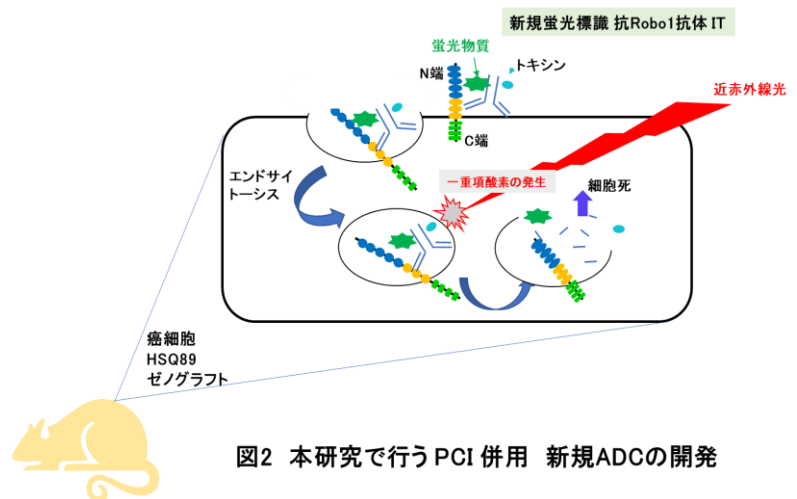 新規蛍光標識 抗Robo1抗体 IT
蛍光物質
N端
トキシン
近赤外線光
C端
エンドサイ
トーシス
一重項酸素の発生
細胞死
癌細胞
HSQ89
ゼノグラフト
図2 本研究で行うPCI 併用 新規ADCの開発